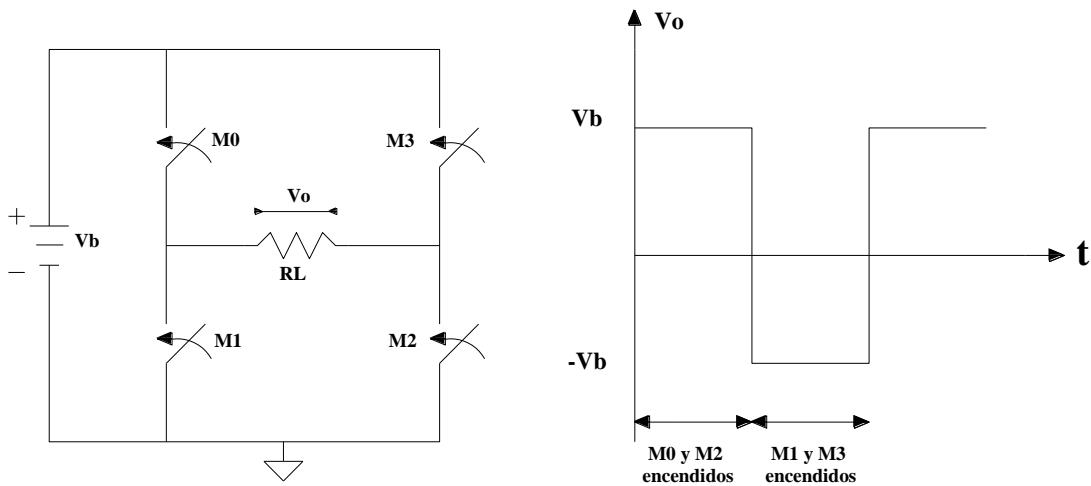 M0
M3
Vo
+
Vb
−
RL
M1
M2
Vo
Vb
t
-Vb
M0 y M2
encendidos
M1 y M3
encendidos